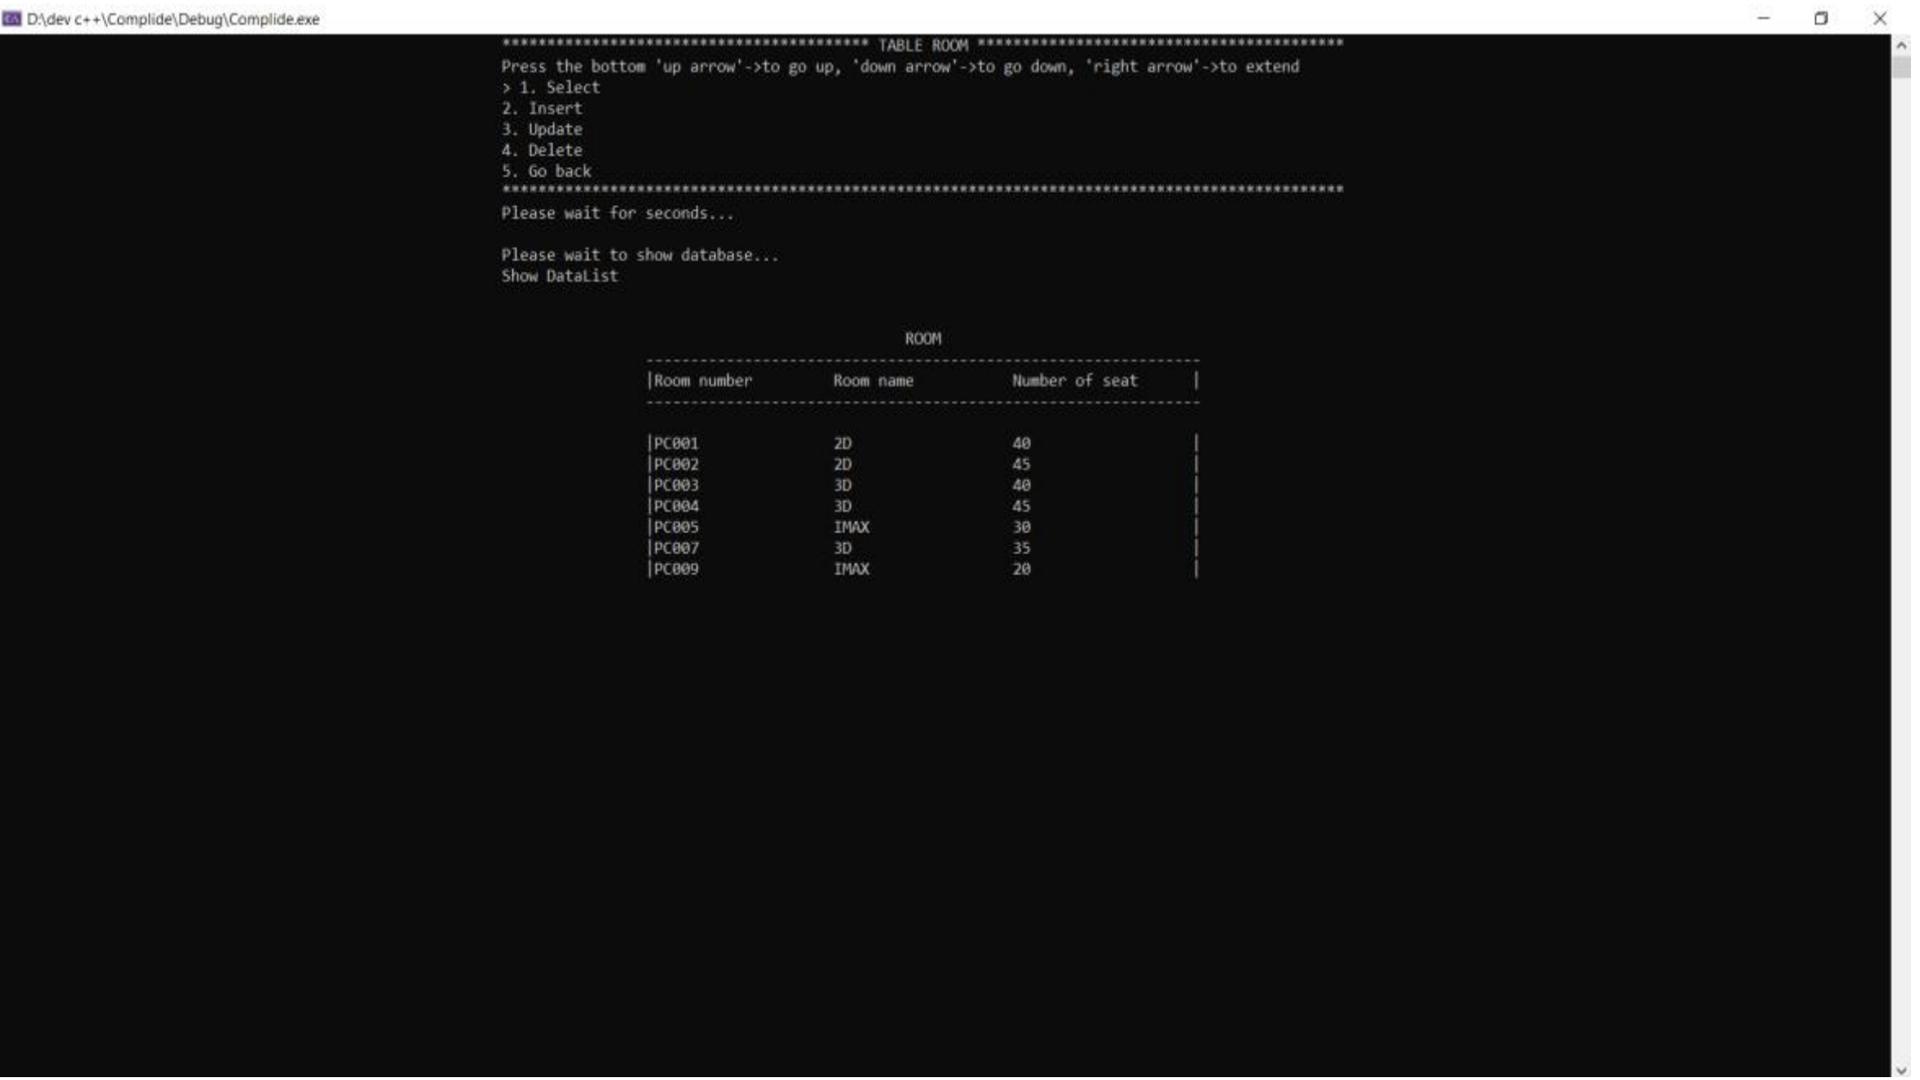 D:\dev c++\Complide\Debug\Complide.exe
***************************************** TABLE ROOM *****************************************
Press the bottom 'up arrow'->to go up, 'down arrow'->to go down, 'right arrow'->to extend
> 1. Select
2. Insert
3. Update
4. Delete
5. Go back
**********************************************************************************************
Please wait for seconds...
Please wait to show database...
Show DataList
ROOM
--------------------------------------------------------------
|Room number         Room name           Number of seat      |
--------------------------------------------------------------
|PC001               2D                  40                  |
|PC002               2D                  45                  |
|PC003               3D                  40                  |
|PC004               3D                  45                  |
|PC005               IMAX                30                  |
|PC007               3D                  35                  |
|PC009               IMAX                20                  |